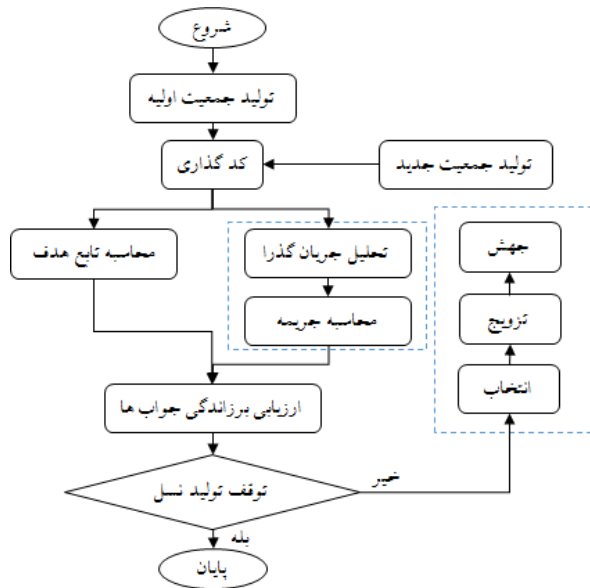 شروع
تولید جمعیت اولیه
کد گذاری
تولید جمعیت جدید
محاسبه تابع هدف
تحلیل جریان گذرا
جهش
محاسبه جریمه
تزویج
ارزیابی برزاندگی جواب ها
انتخاب
توقف تولید نسل
خیر
بله
پایان